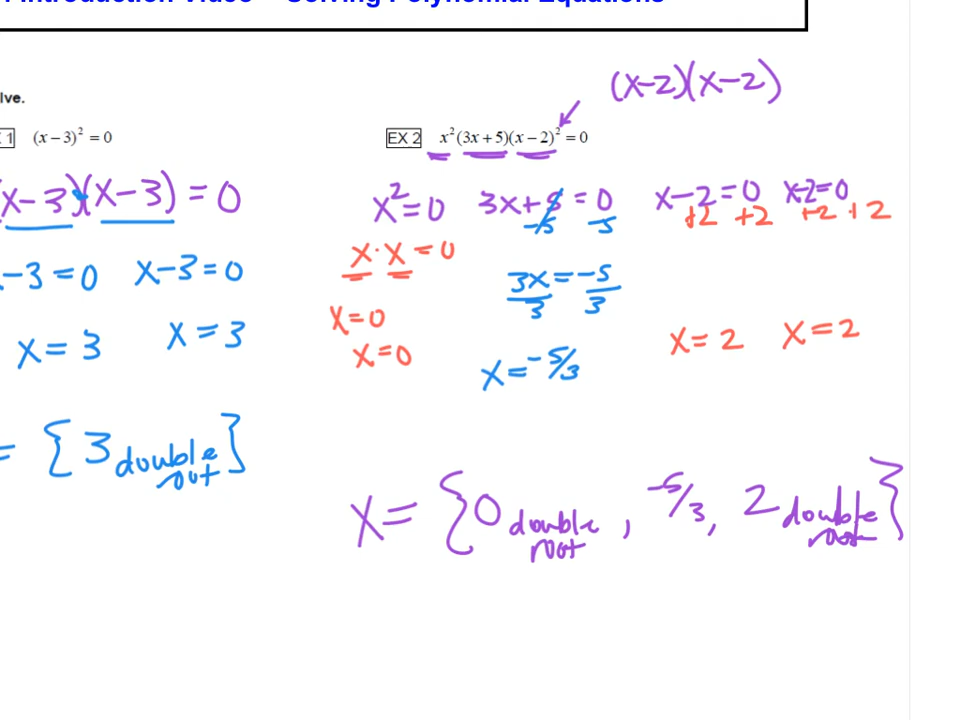 Introduction Video – Solving Polynomial Equations
lve.
(x – 3)² = 0
(x–3)(x–3) = 0
–3=0 x–3=0
x=3 x=3
= {3 double root}
EX 2 x²(3x + 5)(x – 2)² = 0
(x–2)(x–2)
x²=0 3x+5=0 x–2=0 x–2=0
–5 –5 +2 +2 +2 +2
x·x=0
3x=–5
3 3
x=0
x=0
x=–5/3
x=2 x=2
x= {0 double root, –5/3, 2 double root}